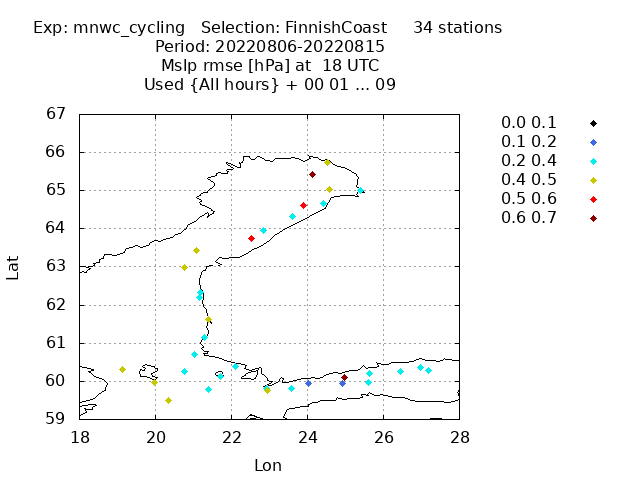 Exp: mnwc_cycling   Selection: FinnishCoast     34 stations
Period: 20220806-20220815
Mslp rmse [hPa] at  18 UTC
Used {All hours} + 00 01 ... 09
67
66
65
64
63
62
61
60
59
18 20 22 24 26 28
Lat
Lon
0.0 0.1
0.1 0.2
0.2 0.4
0.4 0.5
0.5 0.6
0.6 0.7